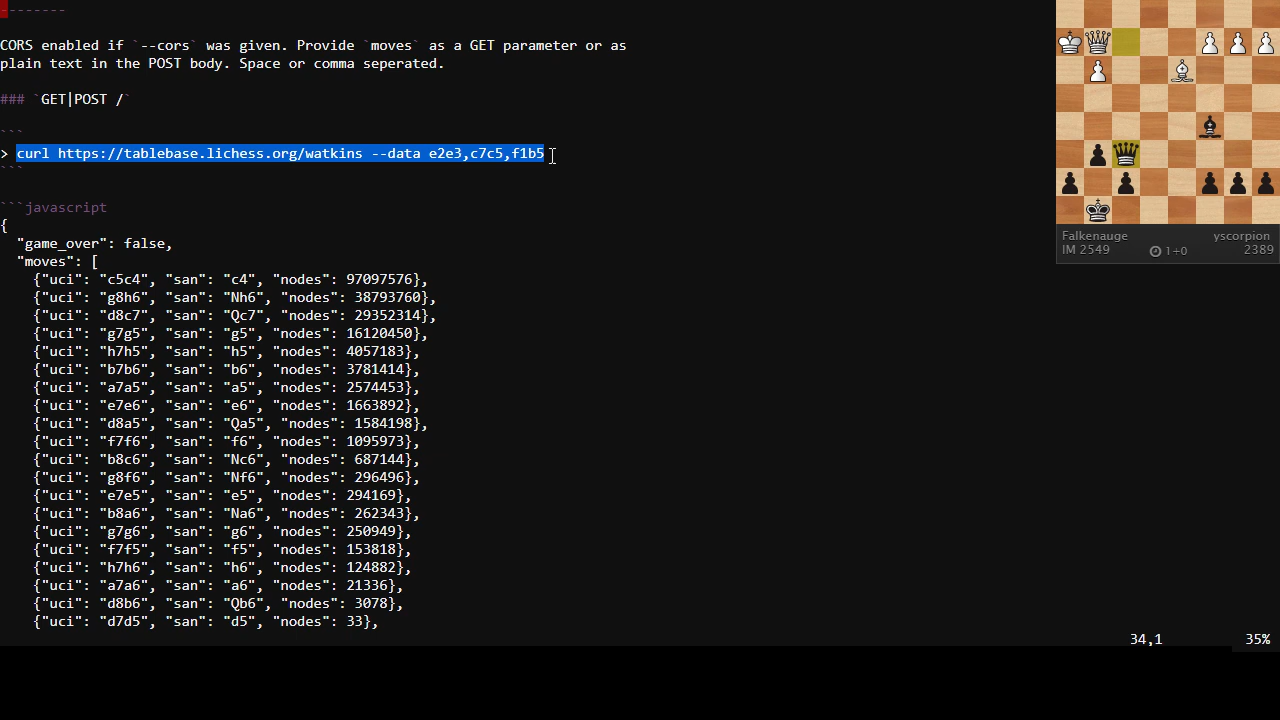 --------
CORS enabled if `--cors` was given. Provide `moves` as a GET parameter or as
plain text in the POST body. Space or comma seperated.
### `GET|POST /`
```
> curl https://tablebase.lichess.org/watkins --data e2e3,c7c5,f1b5
```
```javascript
{
"game_over": false,
"moves": [
{"uci": "c5c4", "san": "c4", "nodes": 97097576},
{"uci": "g8h6", "san": "Nh6", "nodes": 38793760},
{"uci": "d8c7", "san": "Qc7", "nodes": 29352314},
{"uci": "g7g5", "san": "g5", "nodes": 16120450},
{"uci": "h7h5", "san": "h5", "nodes": 4057183},
{"uci": "b7b6", "san": "b6", "nodes": 3781414},
{"uci": "a7a5", "san": "a5", "nodes": 2574453},
{"uci": "e7e6", "san": "e6", "nodes": 1663892},
{"uci": "d8a5", "san": "Qa5", "nodes": 1584198},
{"uci": "f7f6", "san": "f6", "nodes": 1095973},
{"uci": "b8c6", "san": "Nc6", "nodes": 687144},
{"uci": "g8f6", "san": "Nf6", "nodes": 296496},
{"uci": "e7e5", "san": "e5", "nodes": 294169},
{"uci": "b8a6", "san": "Na6", "nodes": 262343},
{"uci": "g7g6", "san": "g6", "nodes": 250949},
{"uci": "f7f5", "san": "f5", "nodes": 153818},
{"uci": "h7h6", "san": "h6", "nodes": 124882},
{"uci": "a7a6", "san": "a6", "nodes": 21336},
{"uci": "d8b6", "san": "Qb6", "nodes": 3078},
{"uci": "d7d5", "san": "d5", "nodes": 33},
34,1 35%
Falkenauge yscorpion
IM 2549 1+0 2389